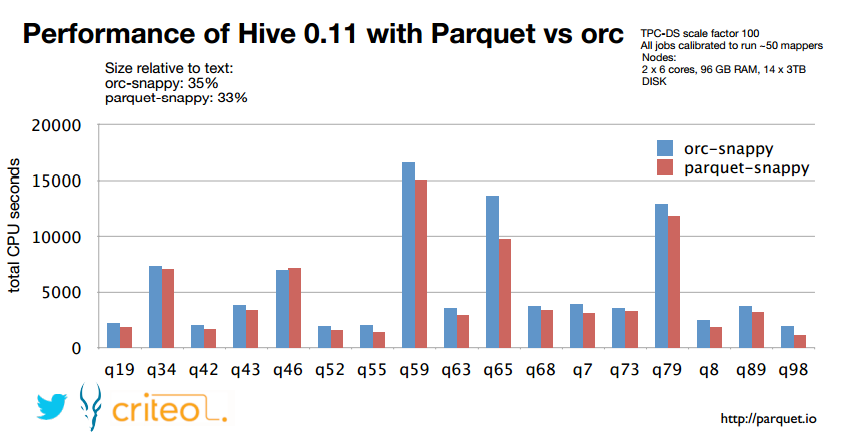 Performance of Hive 0.11 with Parquet vs orc
TPC-DS scale factor 100
All jobs calibrated to run ~50 mappers
Nodes:
2 x 6 cores, 96 GB RAM, 14 x 3TB
DISK
Size relative to text:
orc-snappy: 35%
parquet-snappy: 33%
total CPU seconds
20000
15000
10000
5000
0
orc-snappy
parquet-snappy
q19 q34 q42 q43 q46 q52 q55 q59 q63 q65 q68 q7 q73 q79 q8 q89 q98
criteo
http://parquet.io